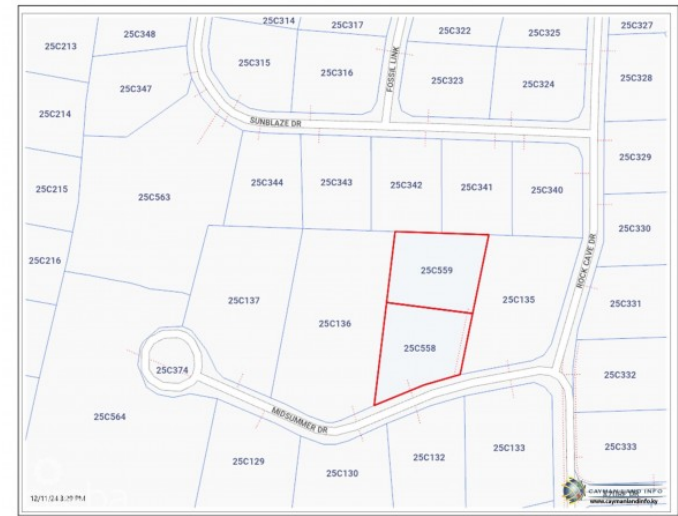 25C314
25C317
25C322
25C325
25C327
25C213
25C348
25C315
25C316
FOSSIL LINK
25C323
25C324
25C328
25C347
25C214
SUNBLAZE DR
25C329
25C215
25C563
25C344
25C343
25C342
25C341
25C340
25C330
25C216
25C559
ROCK CAVE DR
25C137
25C136
25C135
25C331
25C558
25C374
25C332
25C564
MIDSUMMER DR
25C129
25C130
25C132
25C133
25C333
12/11/24 3:29 PM
CAYMAN LAND INFO
www.caymanlandinfo.ky